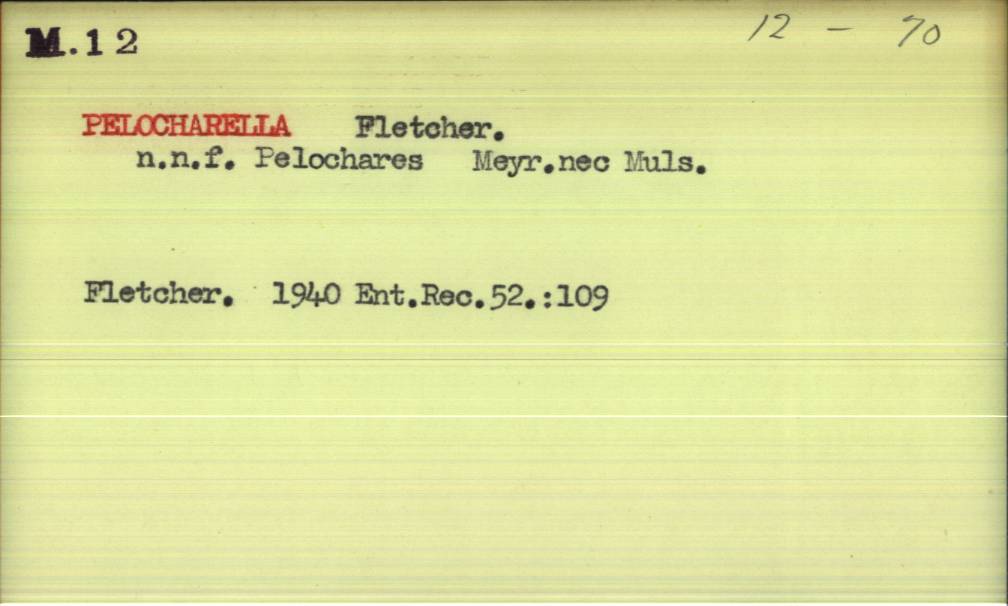 M.12
12 - 70
PELOCHARELLA Fletcher.
n.n.f. Pelochares Meyr.nec Muls.
Fletcher. 1940 Ent.Rec.52.:109